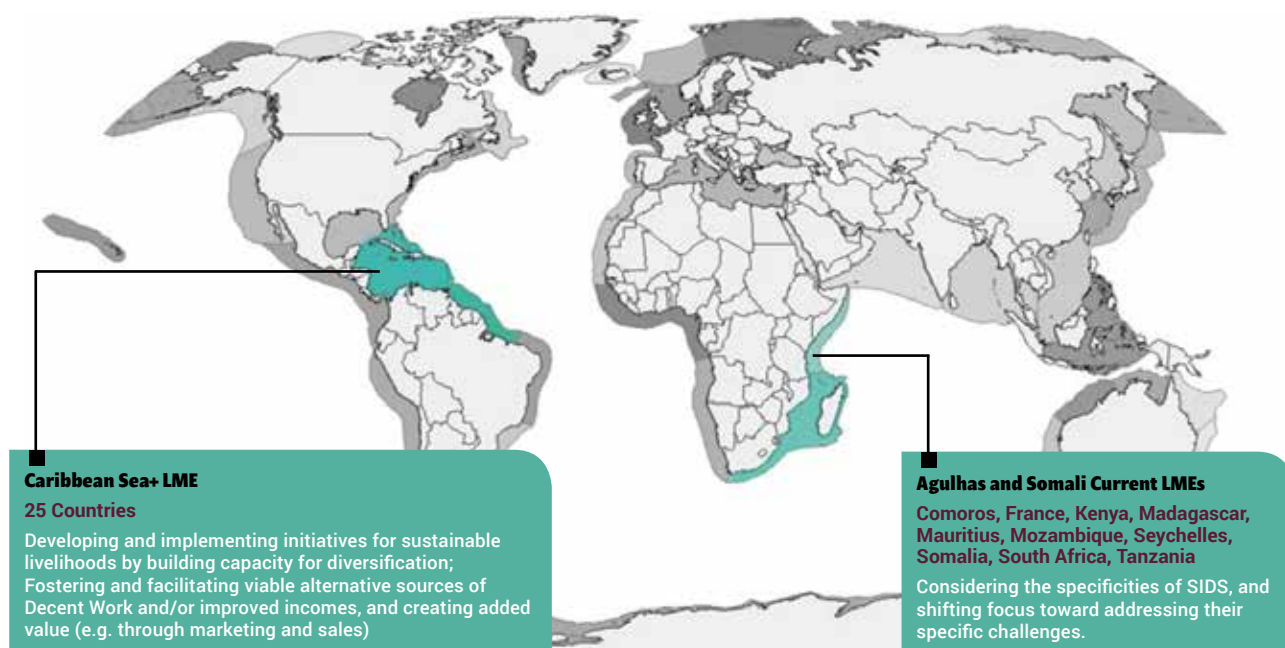 Caribbean Sea+ LME
25 Countries
Developing and implementing initiatives for sustainable
livelihoods by building capacity for diversification;
Fostering and facilitating viable alternative sources of
Decent Work and/or improved incomes, and creating added
value (e.g. through marketing and sales)
Agulhas and Somali Current LMEs
Comoros, France, Kenya, Madagascar,
Mauritius, Mozambique, Seychelles,
Somalia, South Africa, Tanzania
Considering the specificities of SIDS, and
shifting focus toward addressing their
specific challenges.